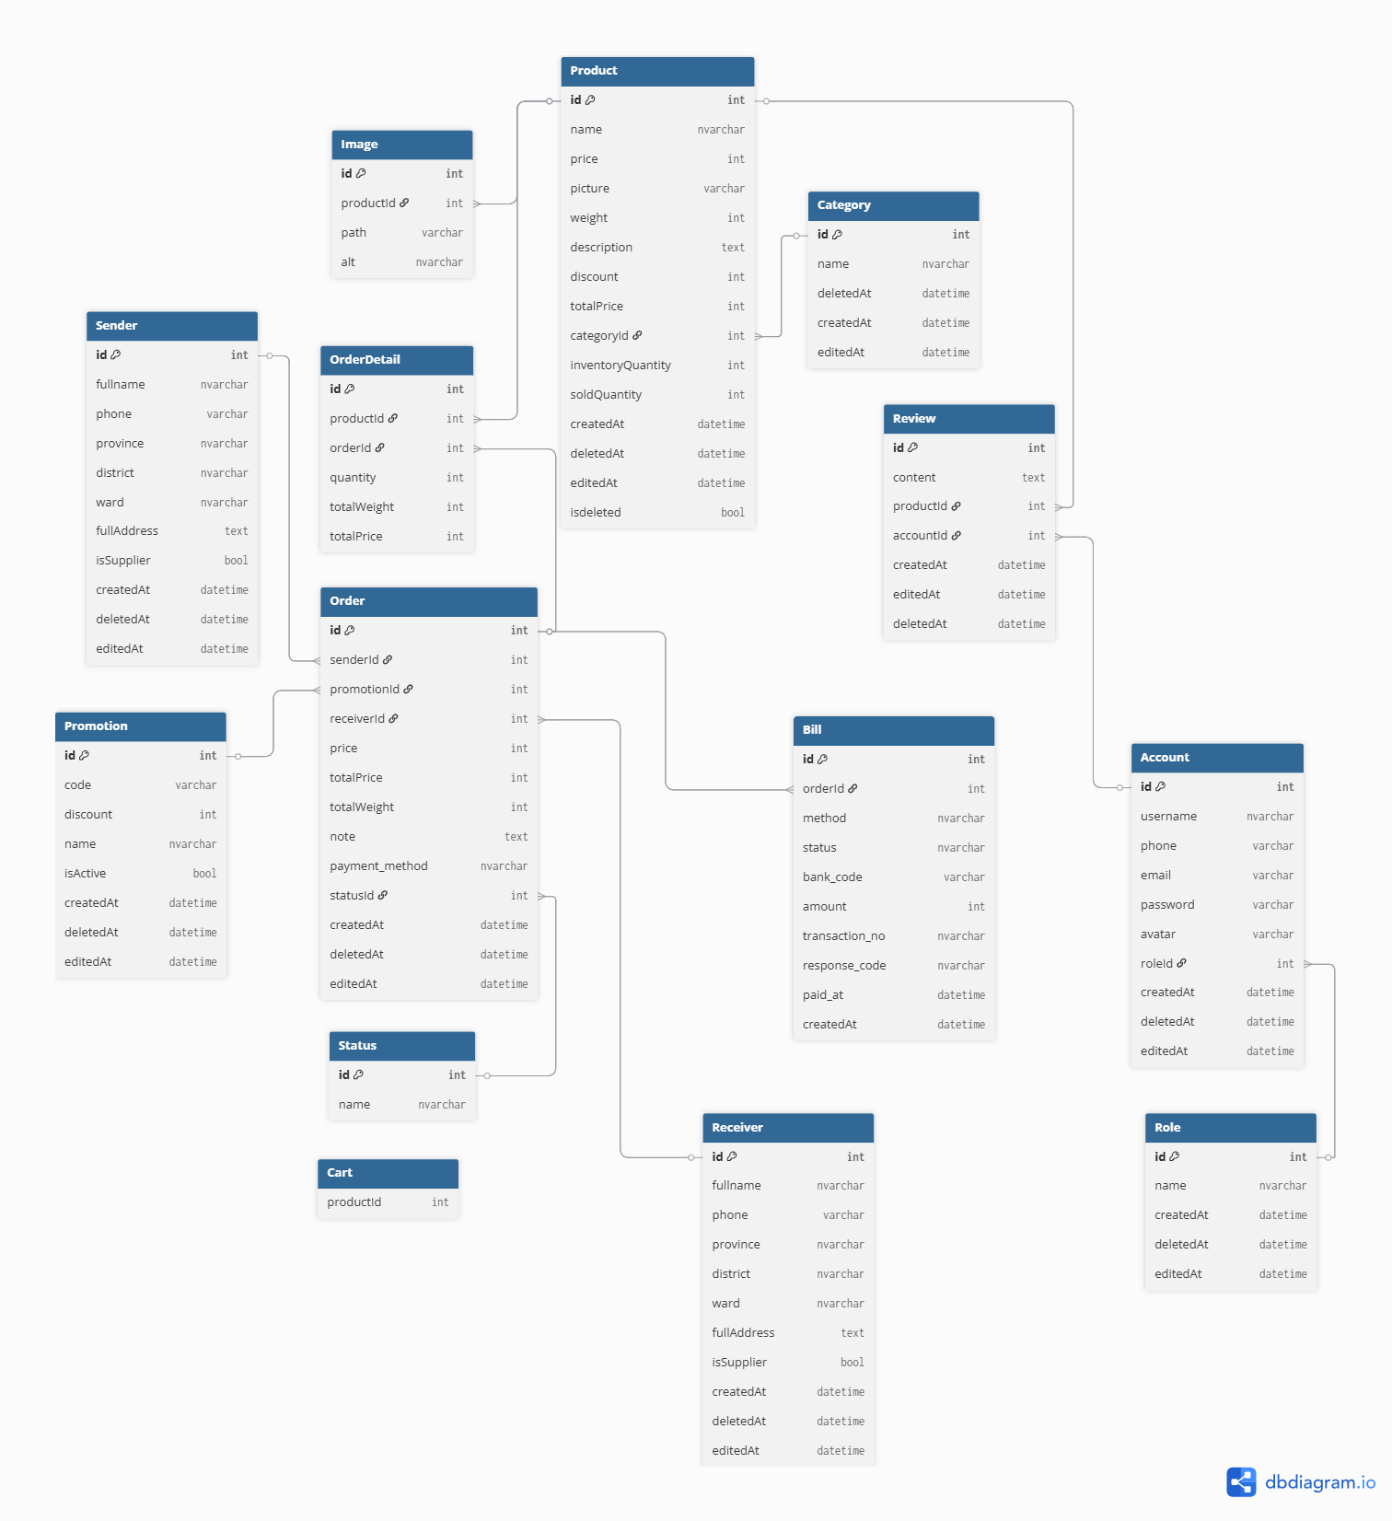 Product
id int
name nvarchar
price int
picture varchar
weight int
description text
discount int
totalPrice int
categoryId int
inventoryQuantity int
soldQuantity int
createdAt datetime
deletedAt datetime
editedAt datetime
isdeleted bool
Image
id int
productId int
path varchar
alt nvarchar
Category
id int
name nvarchar
deletedAt datetime
createdAt datetime
editedAt datetime
Sender
id int
fullname nvarchar
phone varchar
province nvarchar
district nvarchar
ward nvarchar
fullAddress text
isSupplier bool
createdAt datetime
deletedAt datetime
editedAt datetime
OrderDetail
id int
productId int
orderId int
quantity int
totalWeight int
totalPrice int
Review
id int
content text
productId int
accountId int
createdAt datetime
editedAt datetime
deletedAt datetime
Order
id int
senderId int
promotionId int
receiverId int
price int
totalPrice int
totalWeight int
note text
payment_method nvarchar
statusId int
createdAt datetime
deletedAt datetime
editedAt datetime
Promotion
id int
code varchar
discount int
name nvarchar
isActive bool
createdAt datetime
deletedAt datetime
editedAt datetime
Bill
id int
orderId int
method nvarchar
status nvarchar
bank_code varchar
amount int
transaction_no nvarchar
response_code nvarchar
paid_at datetime
createdAt datetime
Account
id int
username nvarchar
phone varchar
email varchar
password varchar
avatar varchar
roleId int
createdAt datetime
deletedAt datetime
editedAt datetime
Status
id int
name nvarchar
Cart
productId int
Receiver
id int
fullname nvarchar
phone varchar
province nvarchar
district nvarchar
ward nvarchar
fullAddress text
isSupplier bool
createdAt datetime
deletedAt datetime
editedAt datetime
Role
id int
name nvarchar
createdAt datetime
deletedAt datetime
editedAt datetime
dbdiagram.io